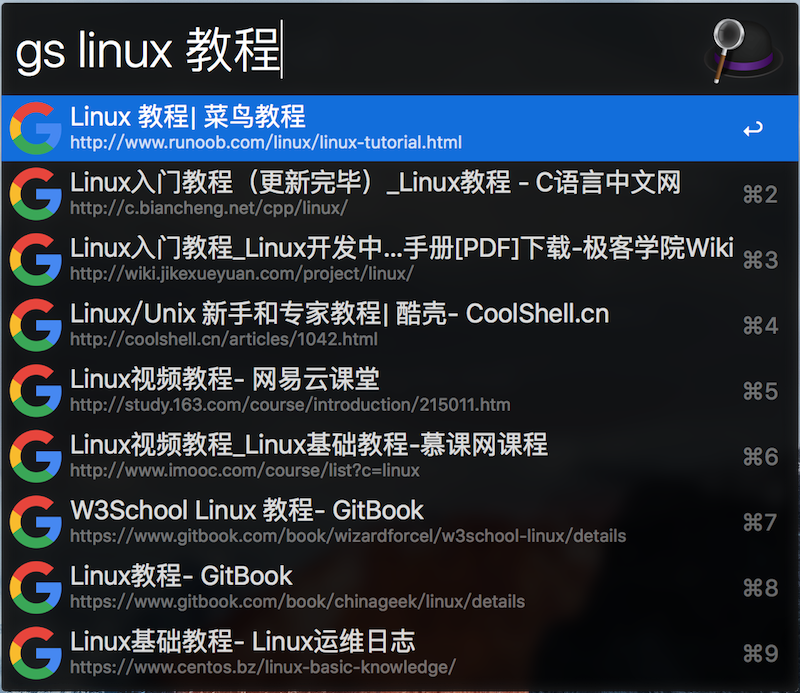 gs linux 教程
Linux 教程| 菜鸟教程
http://www.runoob.com/linux/linux-tutorial.html
Linux入门教程（更新完毕）_Linux教程 - C语言中文网
http://c.biancheng.net/cpp/linux/
⌘2
Linux入门教程_Linux开发中...手册[PDF]下载-极客学院Wiki
http://wiki.jikexueyuan.com/project/linux/
⌘3
Linux/Unix 新手和专家教程| 酷壳- CoolShell.cn
http://coolshell.cn/articles/1042.html
⌘4
Linux视频教程- 网易云课堂
http://study.163.com/course/introduction/215011.htm
⌘5
Linux视频教程_Linux基础教程-慕课网课程
http://www.imooc.com/course/list?c=linux
⌘6
W3School Linux 教程- GitBook
https://www.gitbook.com/book/wizardforcel/w3school-linux/details
⌘7
Linux教程- GitBook
https://www.gitbook.com/book/chinageek/linux/details
⌘8
Linux基础教程- Linux运维日志
https://www.centos.bz/linux-basic-knowledge/
⌘9